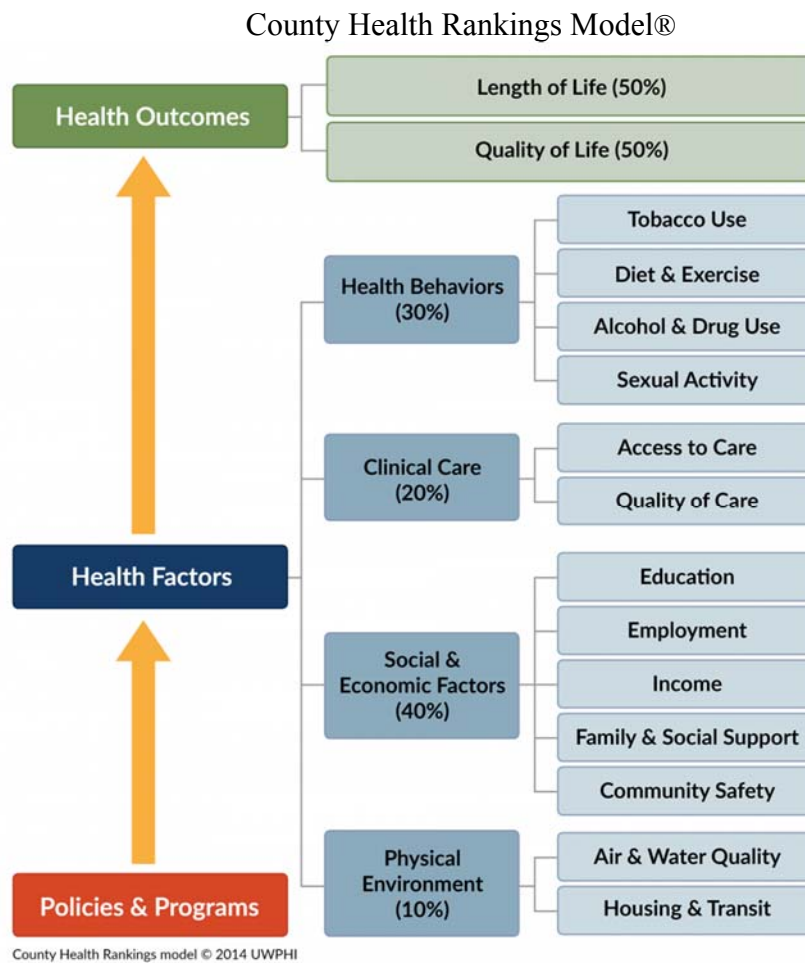 County Health Rankings Model®
Health Outcomes
Length of Life (50%)
Quality of Life (50%)
Health Behaviors
(30%)
Tobacco Use
Diet & Exercise
Alcohol & Drug Use
Sexual Activity
Clinical Care
(20%)
Access to Care
Quality of Care
Health Factors
Social &
Economic Factors
(40%)
Education
Employment
Income
Family & Social Support
Community Safety
Physical
Environment
(10%)
Air & Water Quality
Housing & Transit
Policies & Programs
County Health Rankings model © 2014 UWPHI